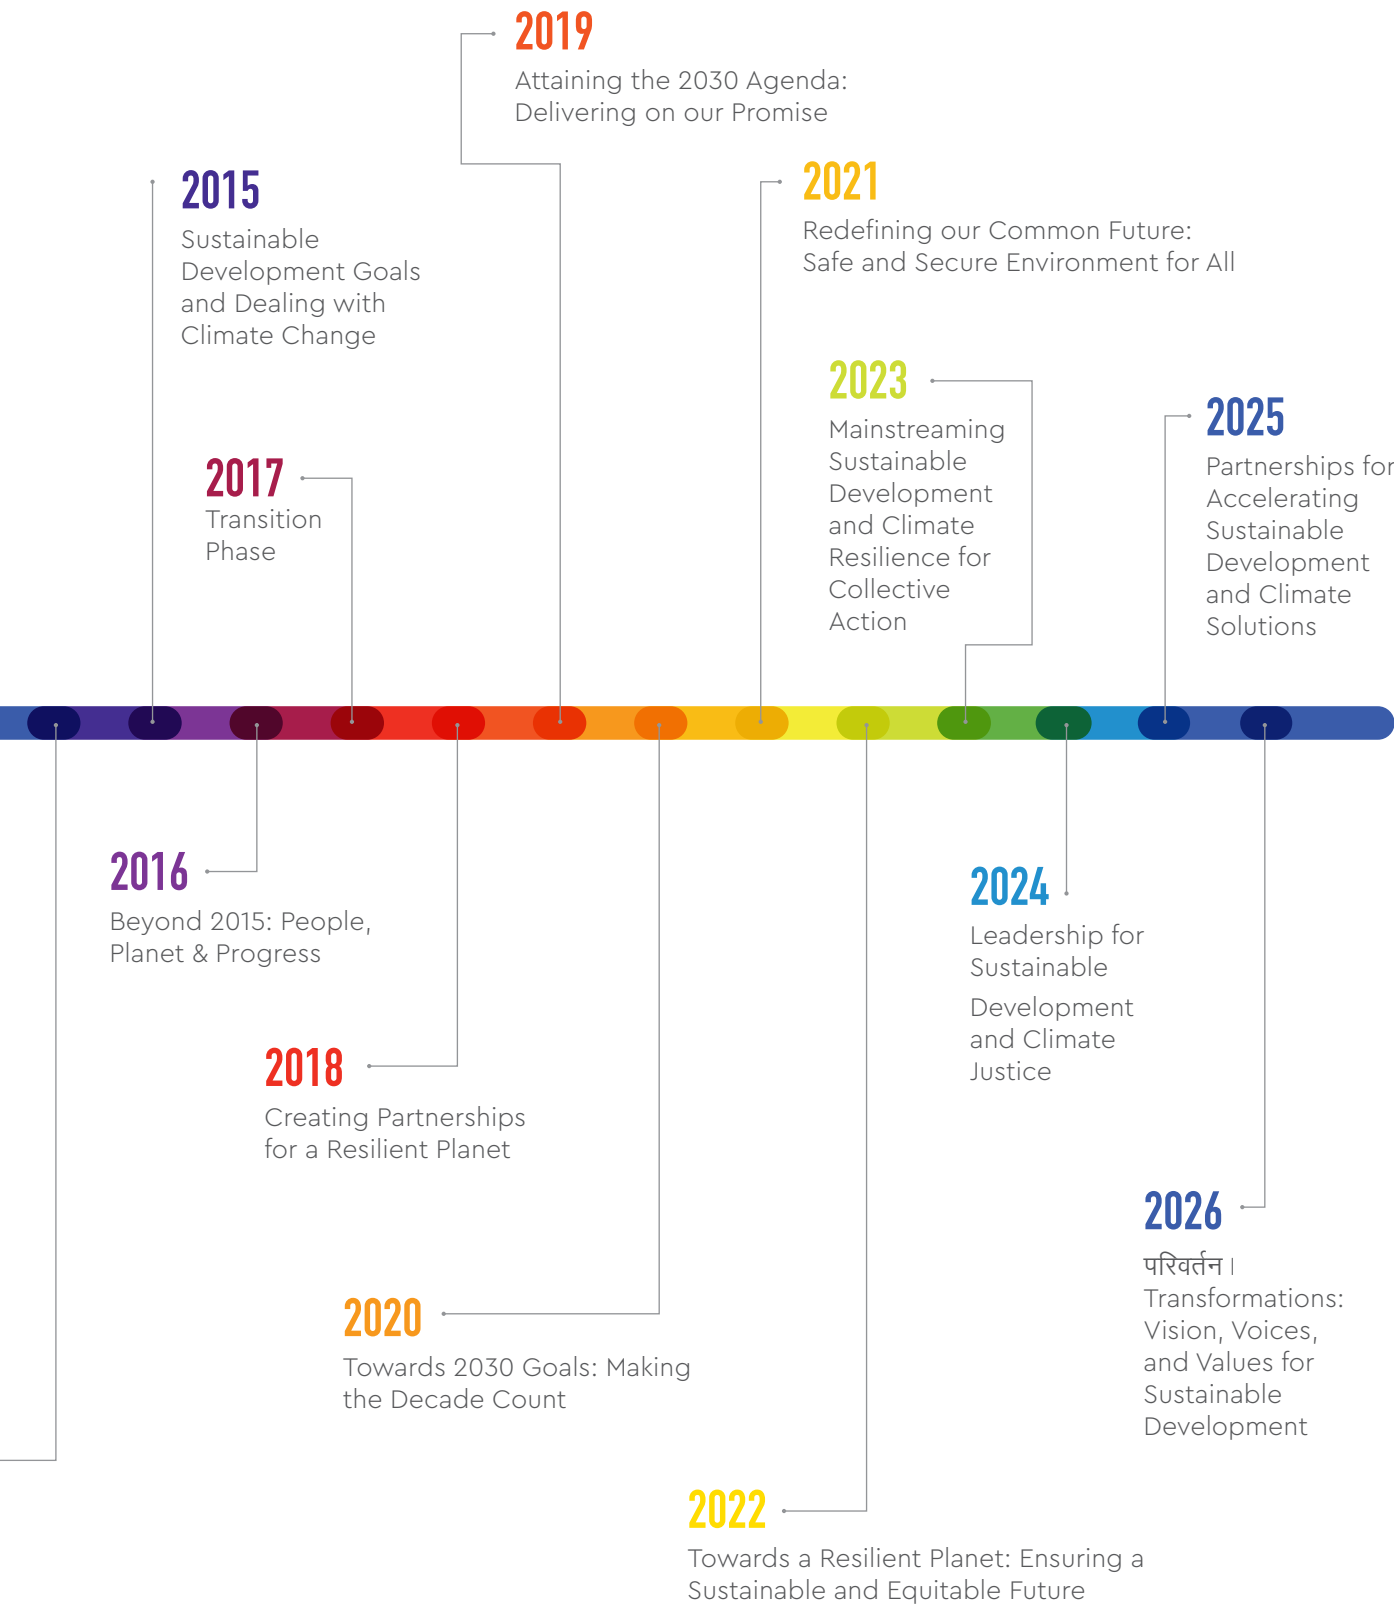 2019
Attaining the 2030 Agenda:
Delivering on our Promise
2015
Sustainable
Development Goals
and Dealing with
Climate Change
2021
Redefining our Common Future:
Safe and Secure Environment for All
2017
Transition
Phase
2023
Mainstreaming
Sustainable
Development
and Climate
Resilience for
Collective
Action
2025
Partnerships for
Accelerating
Sustainable
Development
and Climate
Solutions
2016
Beyond 2015: People,
Planet & Progress
2018
Creating Partnerships
for a Resilient Planet
2024
Leadership for
Sustainable
Development
and Climate
Justice
2020
Towards 2030 Goals: Making
the Decade Count
2026
परिवर्तन |
Transformations:
Vision, Voices,
and Values for
Sustainable
Development
2022
Towards a Resilient Planet: Ensuring a
Sustainable and Equitable Future